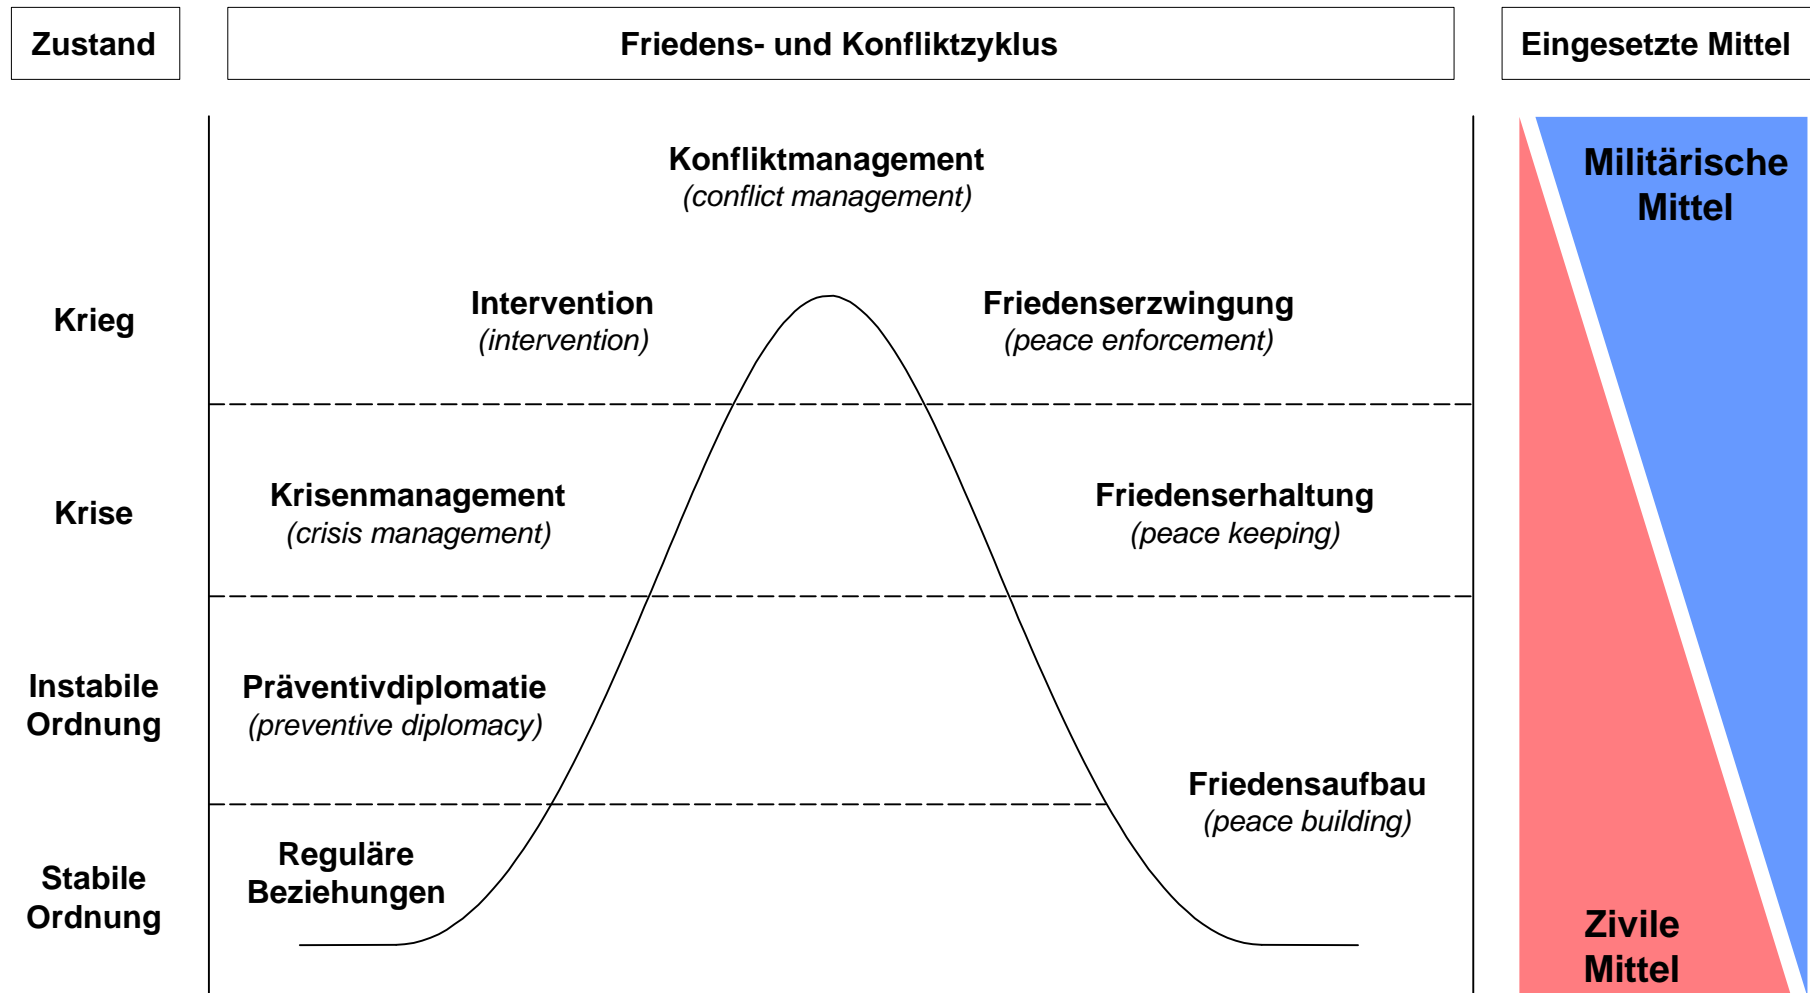 Zustand
Friedens- und Konfliktzyklus
Eingesetzte Mittel
Konfliktmanagement
(conflict management)
Militärische
Mittel
Krieg
Intervention
(intervention)
Friedenserzwingung
(peace enforcement)
Krise
Krisenmanagement
(crisis management)
Friedenserhaltung
(peace keeping)
Instabile
Ordnung
Präventivdiplomatie
(preventive diplomacy)
Friedensaufbau
(peace building)
Stabile
Ordnung
Reguläre
Beziehungen
Zivile
Mittel